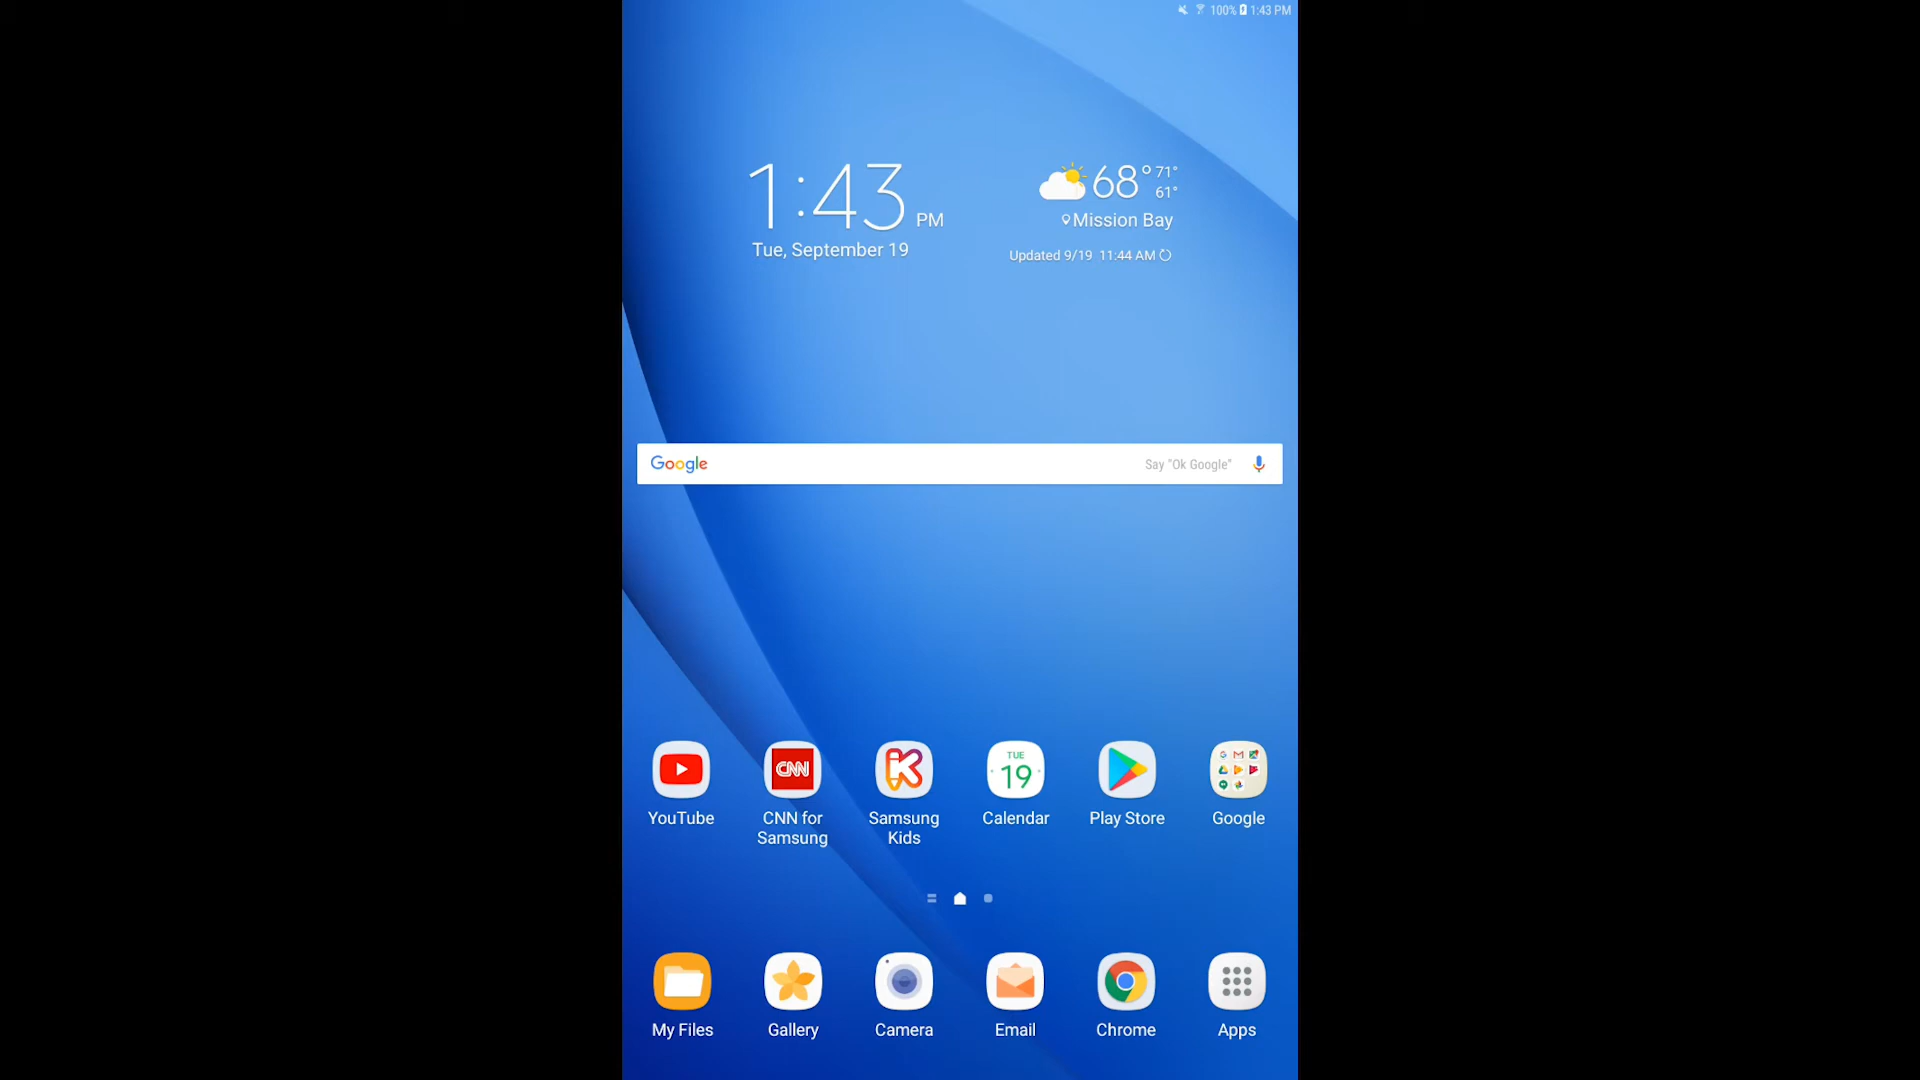 100% 1:43 PM
1:43 PM
Tue, September 19
68° 71°
61°
Mission Bay
Updated 9/19 11:44 AM
Google
Say "Ok Google"
CNN
TUE
19
YouTube
CNN for
Samsung
Samsung
Kids
Calendar
Play Store
Google
My Files
Gallery
Camera
Email
Chrome
Apps